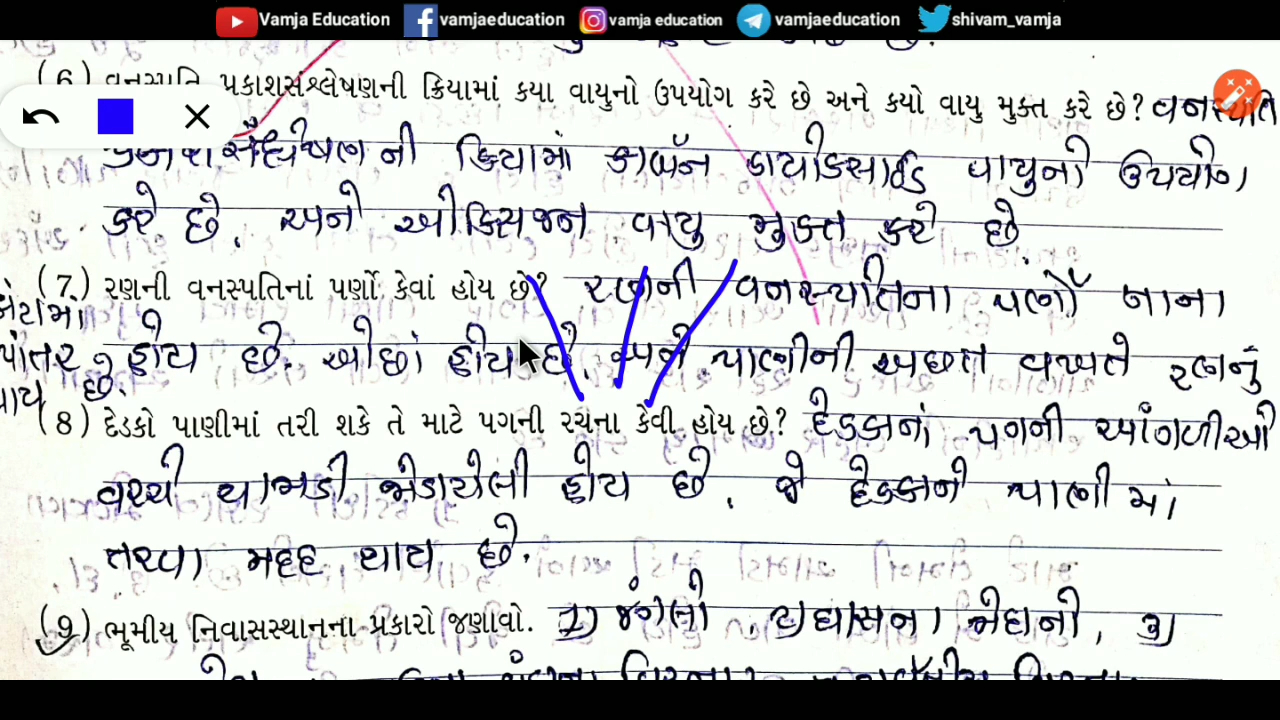 Vamja Education vamjaeducation vamja education vamjaeducation shivam_vamja
(6) વનસ્પતિ પ્રકાશસંશ્લેષણની ક્રિયામાં કયા વાયુનો ઉપયોગ કરે છે અને કયો વાયુ મુક્ત કરે છે? વનસ્પતિ
પ્રકાશસંશ્લેષણની ક્રિયામાં કાર્બન ડાયોક્સાઈડ વાયુનો ઉપયોગ
કરે છે. અને ઓક્સિજન વાયુ મુક્ત કરે છે.
(7) રણની વનસ્પતિનાં પર્ણો કેવાં હોય છે? રણની વનસ્પતિના પર્ણો નાના
હોય છે. ઓછાં હોય છે. અને પાણીની અછત વખતે રણનું
કાંટામાં
છે.
(8) દેડકો પાણીમાં તરી શકે તે માટે પગની રચના કેવી હોય છે? દેડકાનાં પગની આંગળીઓ
વચ્ચે ચામડી જોડાયેલી હોય છે. જે દેડકાને પાણીમાં
તરવા મદદ થાય છે.
(9) ભૂમીય નિવાસસ્થાનના પ્રકારો જણાવો. 1) જંગલો, 2) ઘાસના મેદાનો, 3)